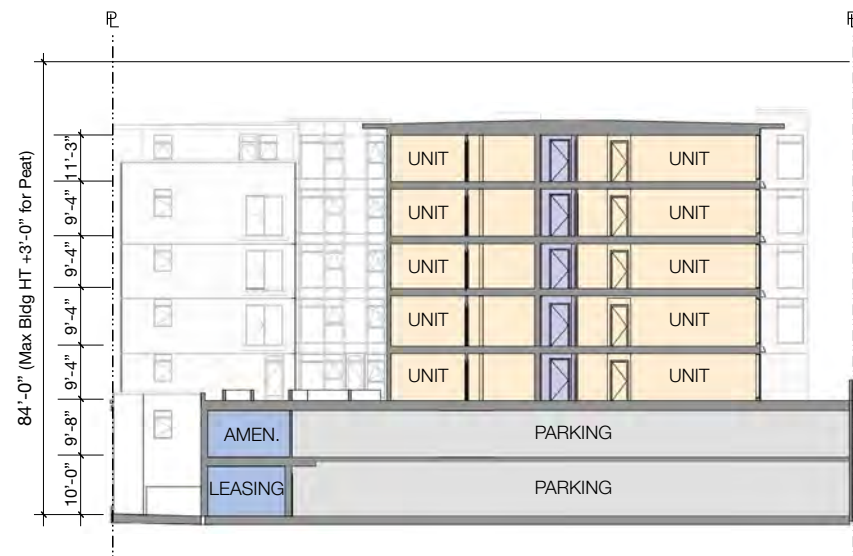 PL PL
84'-0" (Max Bldg HT +3'-0" for Peat)
11'-3"
9'-4"
9'-4"
9'-4"
9'-4"
9'-8"
10'-0"
UNIT UNIT
UNIT UNIT
UNIT UNIT
UNIT UNIT
UNIT UNIT
AMEN. PARKING
LEASING PARKING